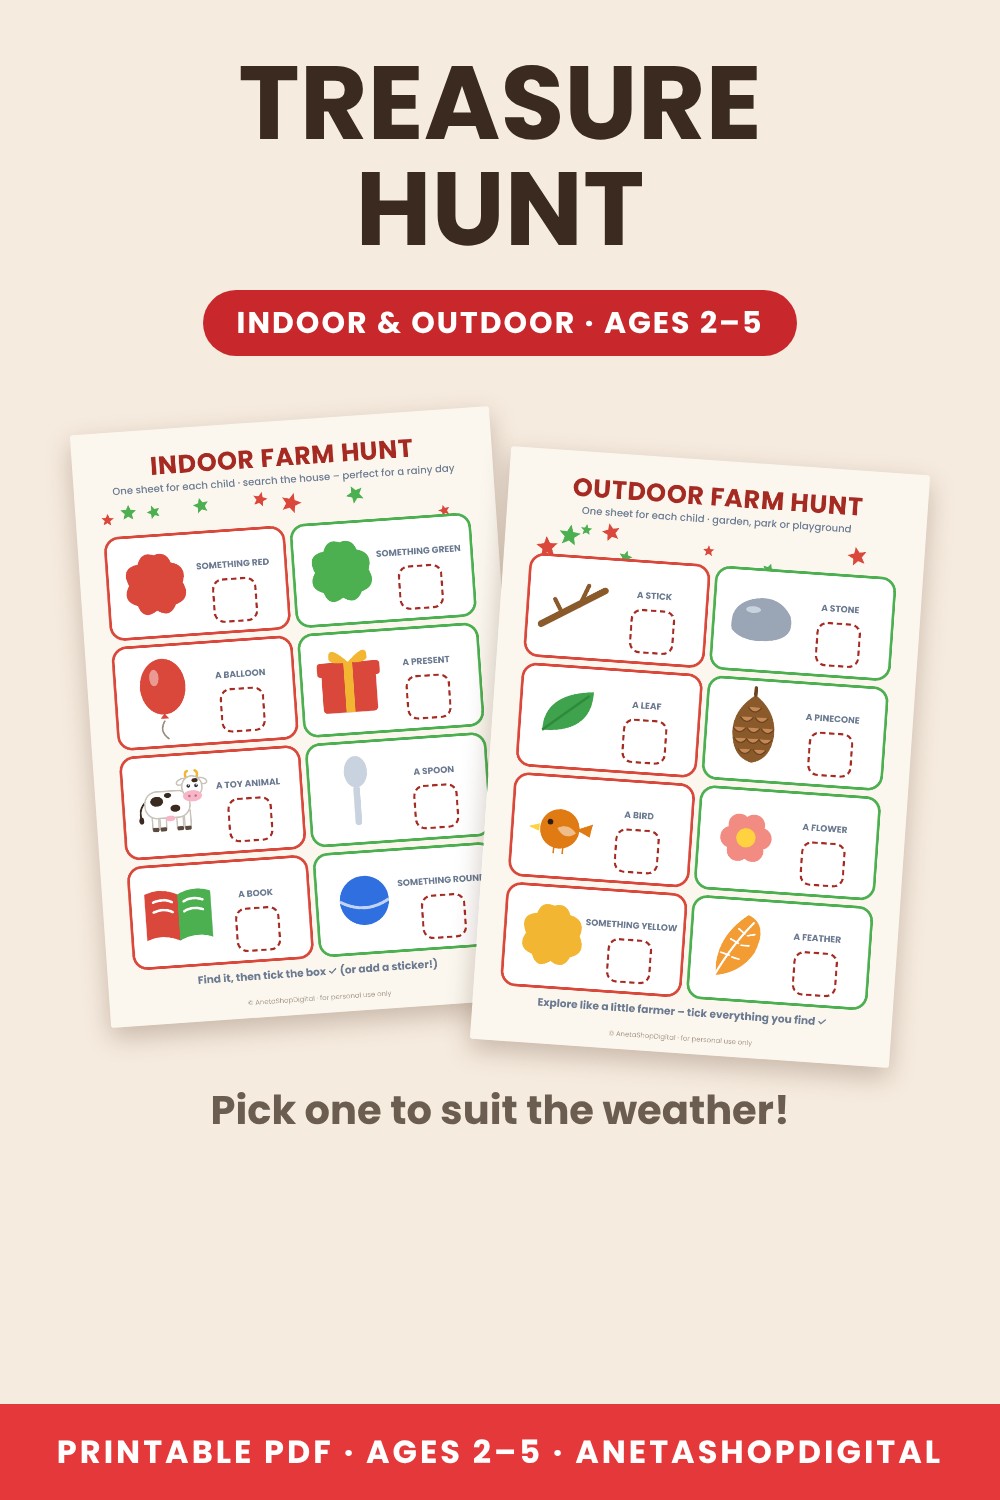 TREASURE
HUNT
INDOOR & OUTDOOR · AGES 2–5
INDOOR FARM HUNT
One sheet for each child · search the house – perfect for a rainy day
SOMETHING RED
SOMETHING GREEN
A BALLOON
A PRESENT
A TOY ANIMAL
A SPOON
A BOOK
SOMETHING ROUN
Find it, then tick the box ✓ (or add a sticker!)
© AnetaShopDigital · for personal use only
OUTDOOR FARM HUNT
One sheet for each child · garden, park or playground
A STICK
A STONE
A LEAF
A PINECONE
A BIRD
A FLOWER
SOMETHING YELLOW
A FEATHER
Explore like a little farmer – tick everything you find ✓
© AnetaShopDigital · for personal use only
Pick one to suit the weather!
PRINTABLE PDF · AGES 2–5 · ANETASHOPDIGITAL